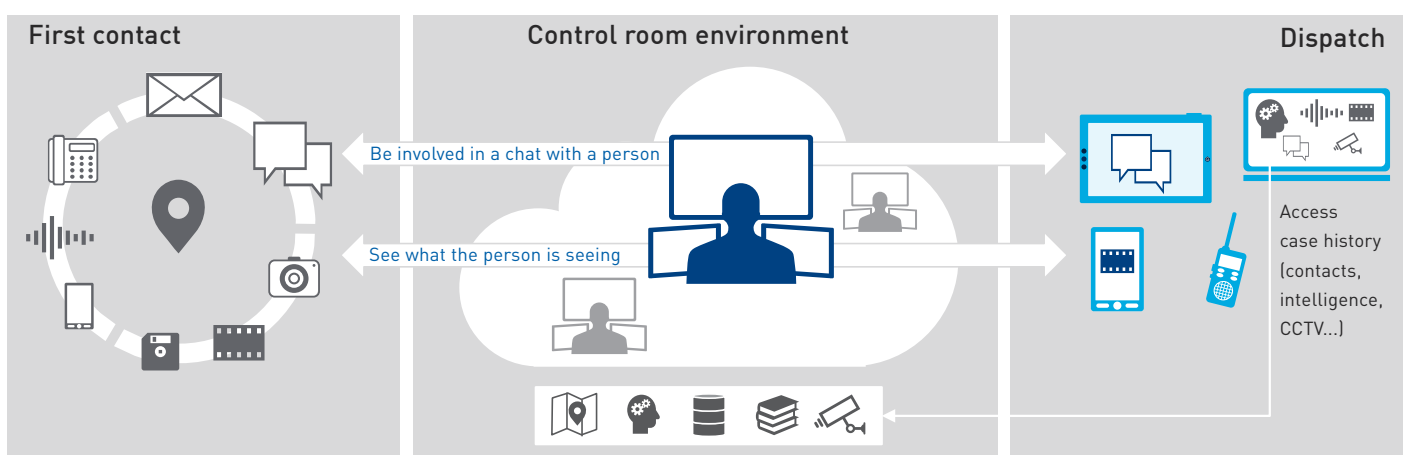 First contact
Control room environment
Dispatch
Be involved in a chat with a person
See what the person is seeing
Access
case history
(contacts,
intelligence,
CCTV...)